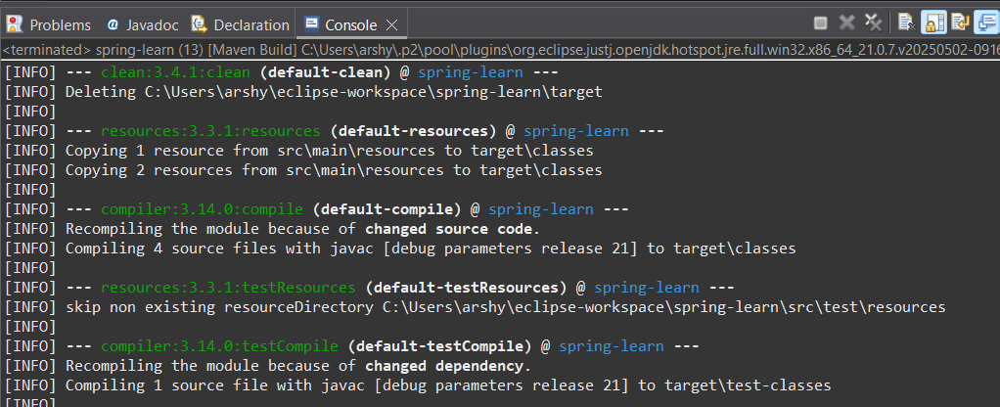 Problems @ Javadoc Declaration Console
<terminated> spring-learn (13) [Maven Build] C:\Users\arshy\.p2\pool\plugins\org.eclipse.justj.openjdk.hotspot.jre.full.win32.x86_64_21.0.7.v20250502-0916
[INFO] --- clean:3.4.1:clean (default-clean) @ spring-learn ---
[INFO] Deleting C:\Users\arshy\eclipse-workspace\spring-learn\target
[INFO]
[INFO] --- resources:3.3.1:resources (default-resources) @ spring-learn ---
[INFO] Copying 1 resource from src\main\resources to target\classes
[INFO] Copying 2 resources from src\main\resources to target\classes
[INFO]
[INFO] --- compiler:3.14.0:compile (default-compile) @ spring-learn ---
[INFO] Recompiling the module because of changed source code.
[INFO] Compiling 4 source files with javac [debug parameters release 21] to target\classes
[INFO]
[INFO] --- resources:3.3.1:testResources (default-testResources) @ spring-learn ---
[INFO] skip non existing resourceDirectory C:\Users\arshy\eclipse-workspace\spring-learn\src\test\resources
[INFO]
[INFO] --- compiler:3.14.0:testCompile (default-testCompile) @ spring-learn ---
[INFO] Recompiling the module because of changed dependency.
[INFO] Compiling 1 source file with javac [debug parameters release 21] to target\test-classes
[INFO]